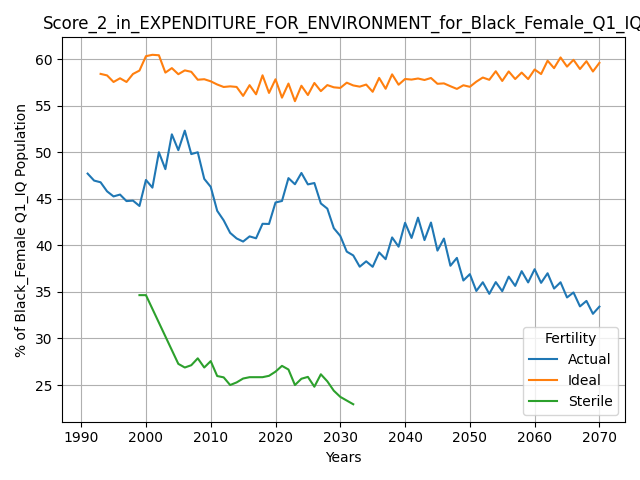 Score_2_in_EXPENDITURE_FOR_ENVIRONMENT_for_Black_Female_Q1_IQ
% of Black_Female Q1_IQ Population
60
55
50
45
40
35
30
25
Fertility
Actual
Ideal
Sterile
1990 2000 2010 2020 2030 2040 2050 2060 2070
Years